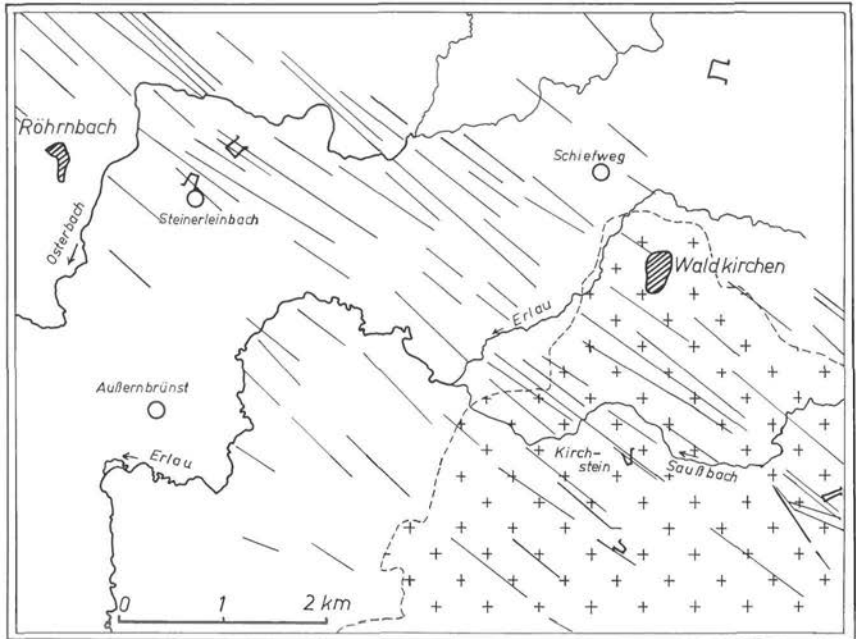 Röhrnbach
Schiefweg
Steinerleinbach
Osterbach
Waldkirchen
Erlau
Außernbrünst
Kirch-
stein
Saußbach
Erlau
0 1 2 km